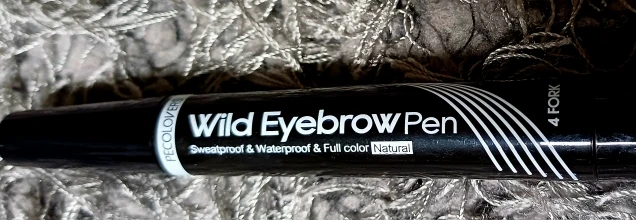 Wild Eyebrow Pen
Sweatproof & Waterproof & Full color Natural
4 FORK